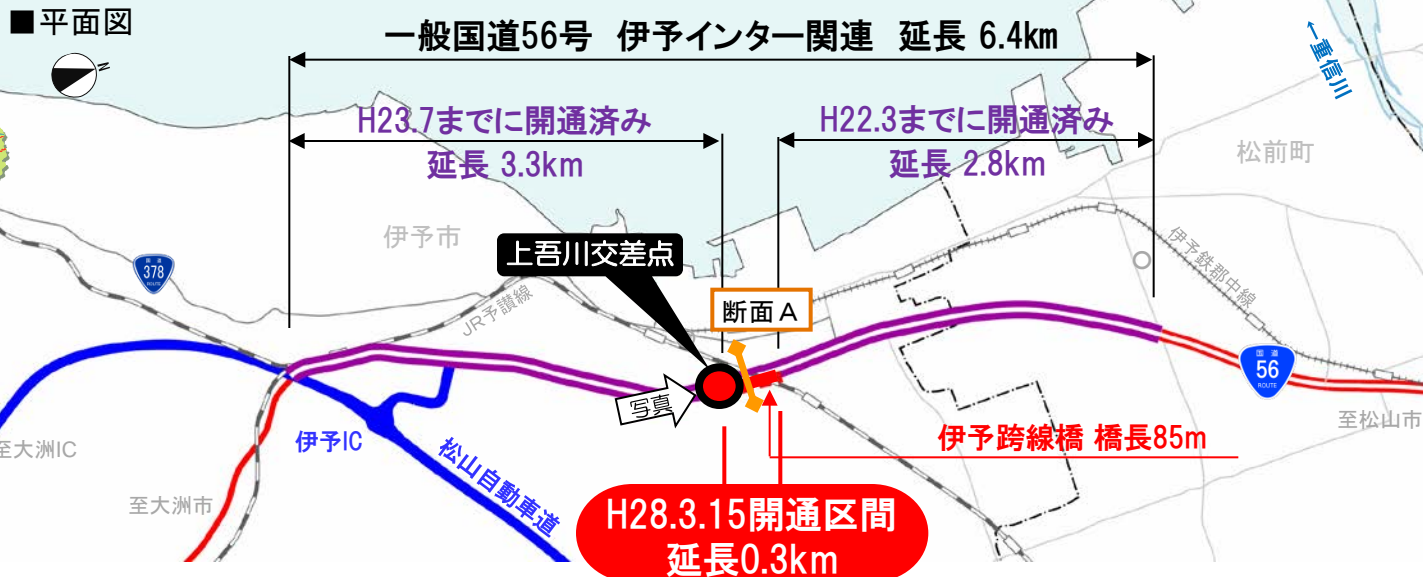 ■平面図
N
一般国道56号 伊予インター関連 延長 6.4km
←重信川
H23.7までに開通済み
延長 3.3km
H22.3までに開通済み
延長 2.8km
松前町
伊予市
上吾川交差点
国道
378
ROUTE
JR予讃線
断面A
伊予鉄郡中線
国道
56
ROUTE
写真
至松山市
伊予跨線橋 橋長85m
至大洲IC
伊予IC
松山自動車道
至大洲市
H28.3.15開通区間
延長0.3km